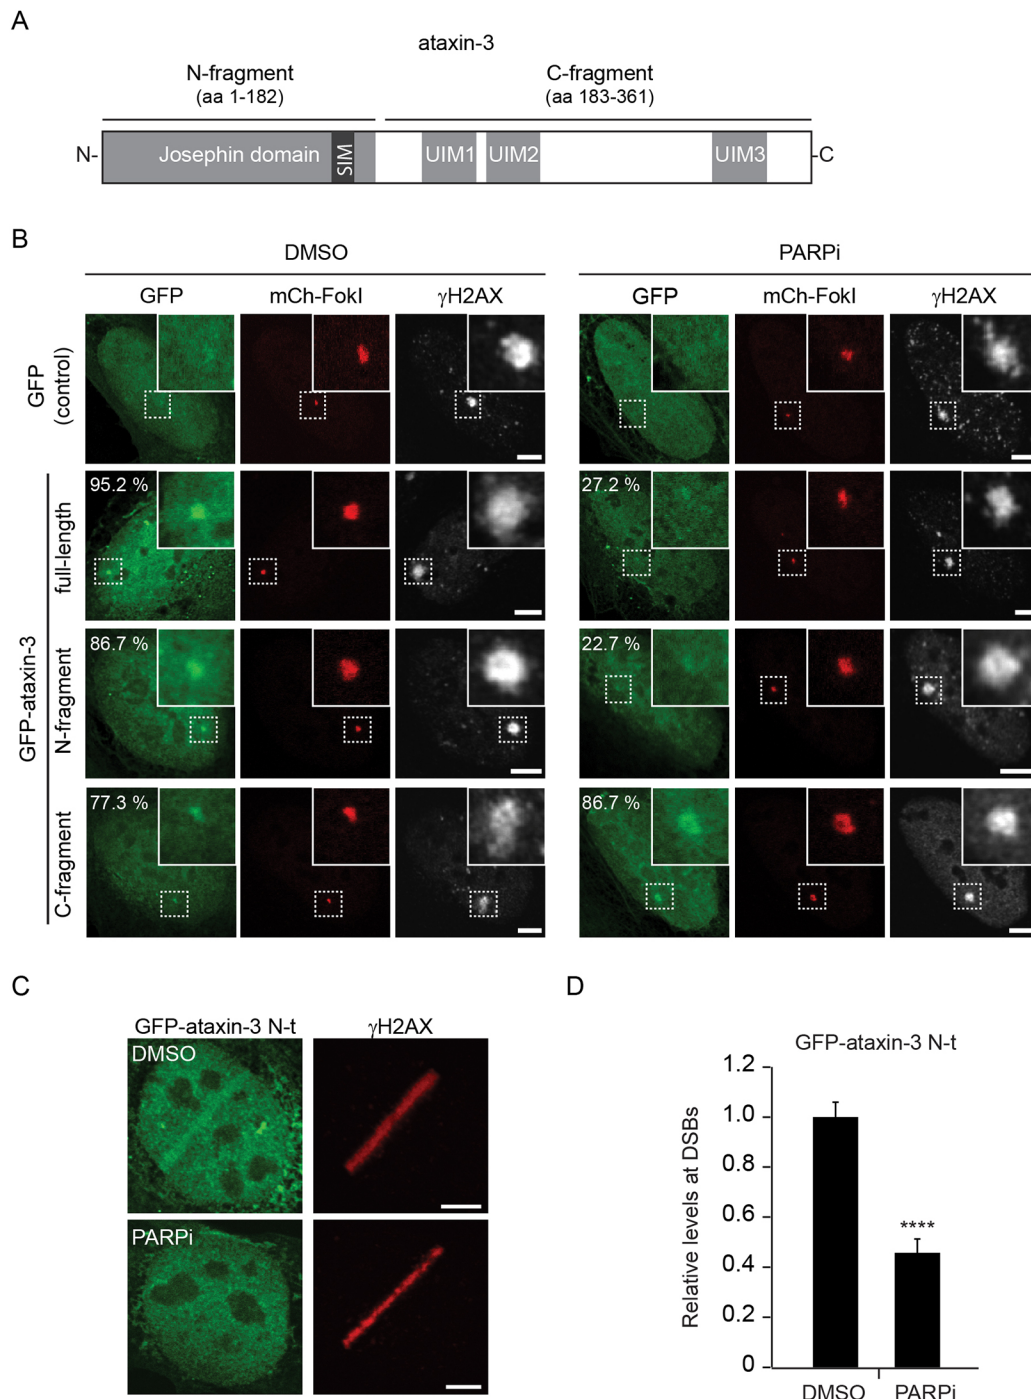 A
ataxin-3
N-fragment
(aa 1-182)
C-fragment
(aa 183-361)
N-
Josephin domain
SIM
UIM1
UIM2
UIM3
-C
B
DMSO
PARPi
GFP
mCh-FokI
γH2AX
GFP
mCh-FokI
γH2AX
GFP
(control)
GFP-ataxin-3
full-length
95.2 %
27.2 %
N-fragment
86.7 %
22.7 %
C-fragment
77.3 %
86.7 %
C
GFP-ataxin-3 N-t
γH2AX
DMSO
PARPi
D
GFP-ataxin-3 N-t
Relative levels at DSBs
1.2
1.0
0.8
0.6
0.4
0.2
0
****
DMSO
PARPi